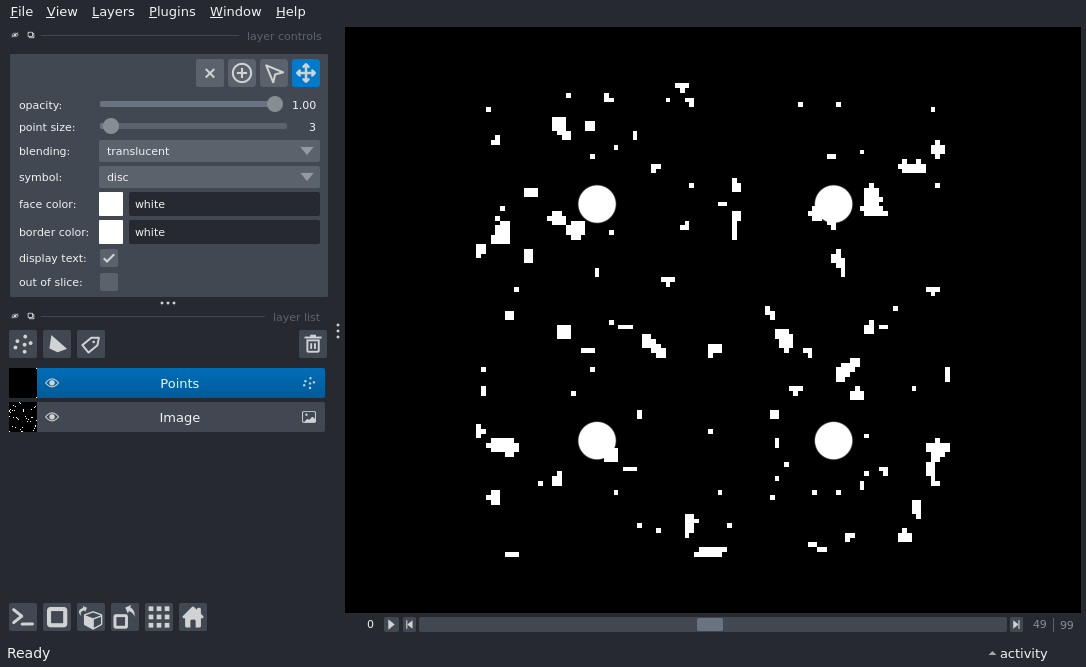 File View Layers Plugins Window Help
layer controls
opacity: 1.00
point size: 3
blending: translucent
symbol: disc
face color: white
border color: white
display text:
out of slice:
layer list
Points
Image
0 49 | 99
Ready activity